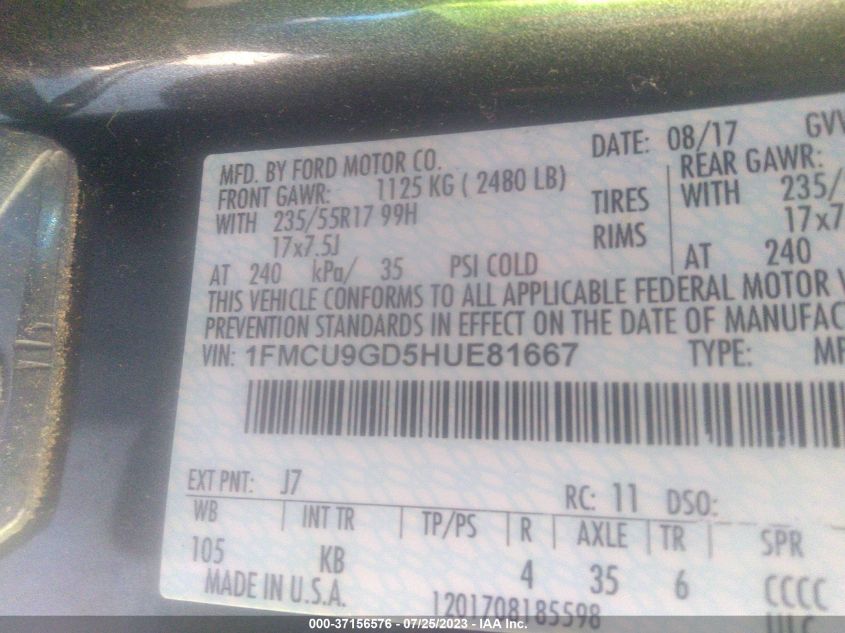 MFD. BY FORD MOTOR CO. DATE: 08/17
FRONT GAWR: 1125 KG ( 2480 LB) REAR GAWR:
WITH 235/55R17 99H TIRES WITH 235/
17x7.5J RIMS 17x7
AT 240 kPa/ 35 PSI COLD AT 240
THIS VEHICLE CONFORMS TO ALL APPLICABLE FEDERAL MOTOR
PREVENTION STANDARDS IN EFFECT ON THE DATE OF
VIN: 1FMCU9GD5HUE81667 TYPE:
EXT PNT: J7 RC: 11 DSO:
WB INT TR TP/PS R AXLE TR SPR
105 KB 4 35 6 CCCC
MADE IN U.S.A. 1201708185598
000-37156576 - 07/25/2023 - IAA Inc.